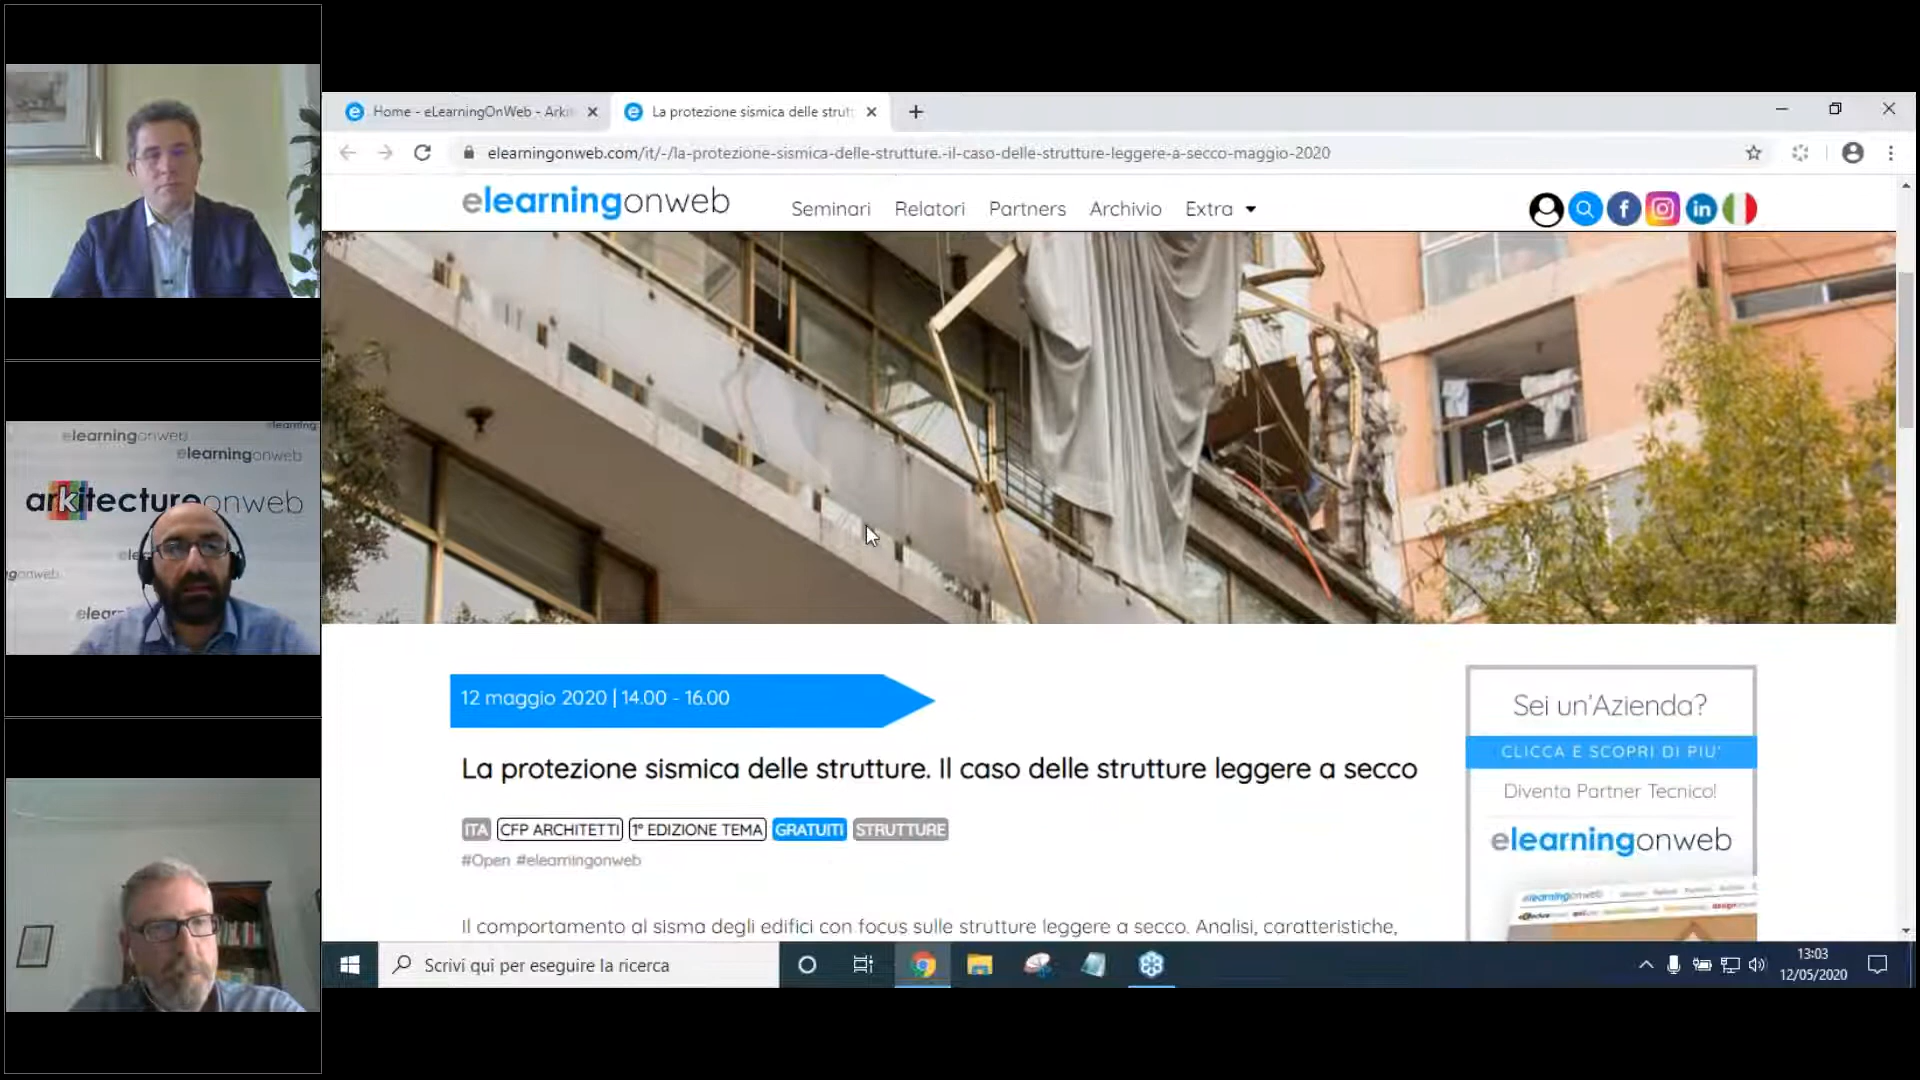 elearningonweb
elearning
elearningonweb
arkitectureonweb
Home - eLearningOnWeb - Arki
La protezione sismica delle strutt
elearningonweb.com/it/-/la-protezione-sismica-delle-strutture.-il-caso-delle-strutture-leggere-a-secco-maggio-2020
elearningonweb
Seminari
Relatori
Partners
Archivio
Extra
12 maggio 2020 | 14.00 - 16.00
La protezione sismica delle strutture. Il caso delle strutture leggere a secco
ITA CFP ARCHITETTI 1° EDIZIONE TEMA GRATUITI STRUTTURE
#Open #elearningonweb
Il comportamento al sisma degli edifici con focus sulle strutture leggere a secco. Analisi, caratteristiche,
Sei un'Azienda?
CLICCA E SCOPRI DI PIU'
Diventa Partner Tecnico!
elearningonweb
elearningonweb
Scrivi qui per eseguire la ricerca
13:03
12/05/2020